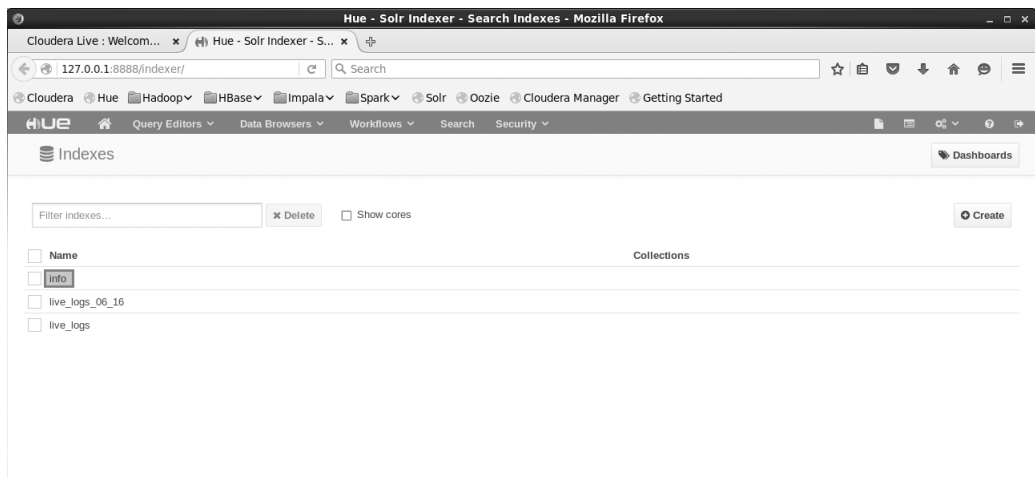 Hue - Solr Indexer - Search Indexes - Mozilla Firefox
Cloudera Live : Welcom...
Hue - Solr Indexer - S...
127.0.0.1:8888/indexer/
Search
Cloudera Hue Hadoop HBase Impala Spark Solr Oozie Cloudera Manager Getting Started
HUE Query Editors Data Browsers Workflows Search Security
Indexes
Dashboards
Filter indexes...
Delete
Show cores
Create
Name Collections
info
live_logs_06_16
live_logs